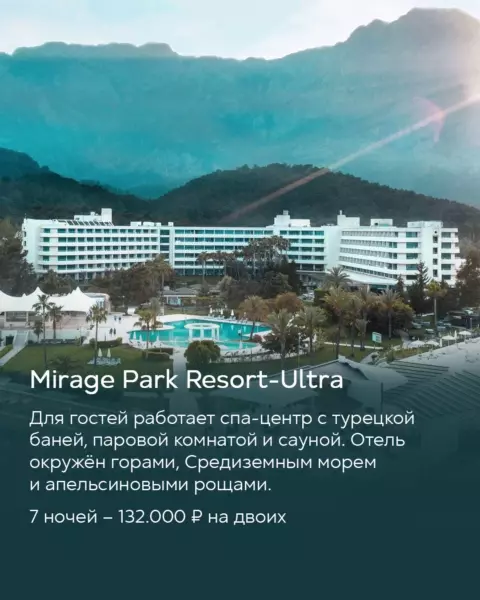 Mirage Park Resort-Ultra
Для гостей работает спа-центр с турецкой
баней, паровой комнатой и сауной. Отель
окружён горами, Средиземным морем
и апельсиновыми рощами.
7 ночей – 132.000 ₽ на двоих